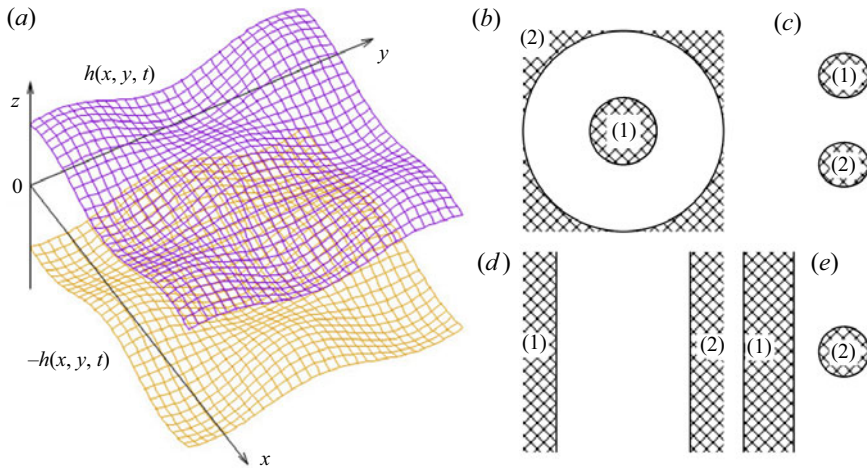 (a)
h(x, y, t)
y
z
0
–h(x, y, t)
x
(b)
(2)
(1)
(c)
(1)
(2)
(d)
(1)
(2)
(1)
(e)
(2)